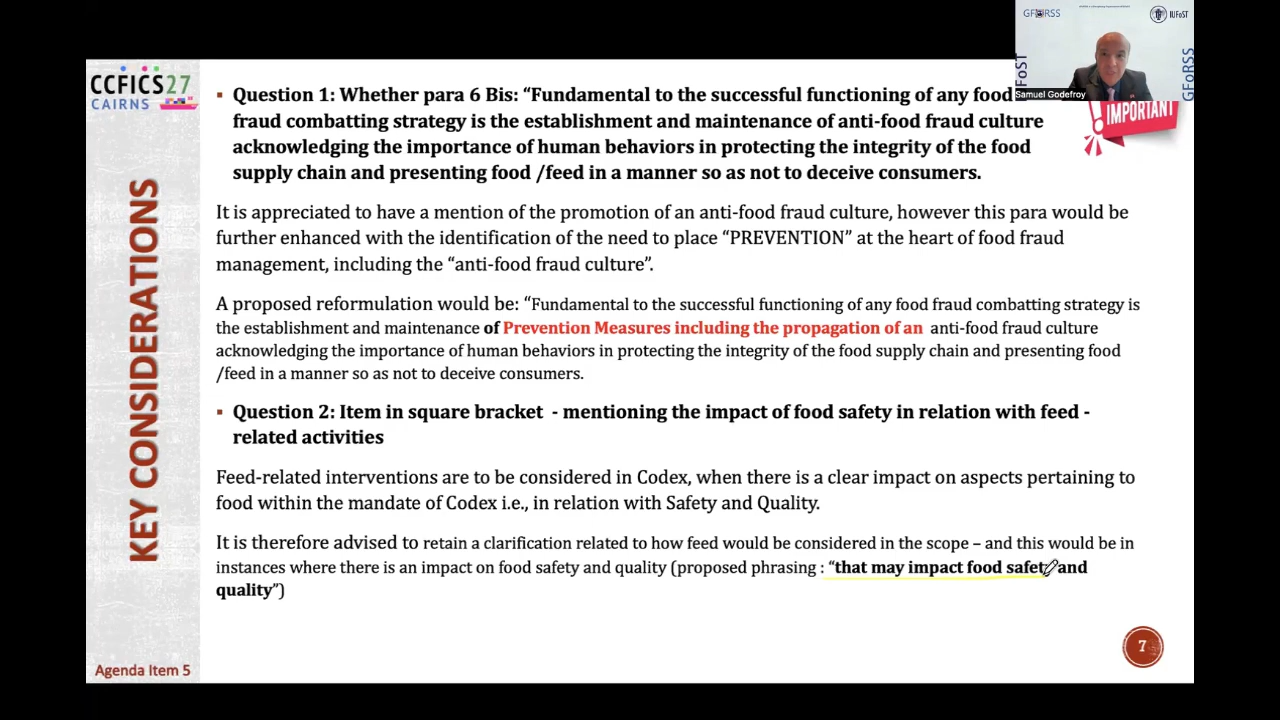 GFORSS
IUFoST
FoST
GFoRSS
Samuel Godefroy
CCFICS27
CAIRNS
IMPORTANT
KEY CONSIDERATIONS
▪ Question 1: Whether para 6 Bis: “Fundamental to the successful functioning of any food
fraud combatting strategy is the establishment and maintenance of anti-food fraud culture
acknowledging the importance of human behaviors in protecting the integrity of the food
supply chain and presenting food /feed in a manner so as not to deceive consumers.
It is appreciated to have a mention of the promotion of an anti-food fraud culture, however this para would be
further enhanced with the identification of the need to place “PREVENTION” at the heart of food fraud
management, including the “anti-food fraud culture”.
A proposed reformulation would be: “Fundamental to the successful functioning of any food fraud combatting strategy is
the establishment and maintenance of Prevention Measures including the propagation of an anti-food fraud culture
acknowledging the importance of human behaviors in protecting the integrity of the food supply chain and presenting food
/feed in a manner so as not to deceive consumers.
▪ Question 2: Item in square bracket - mentioning the impact of food safety in relation with feed -
related activities
Feed-related interventions are to be considered in Codex, when there is a clear impact on aspects pertaining to
food within the mandate of Codex i.e., in relation with Safety and Quality.
It is therefore advised to retain a clarification related to how feed would be considered in the scope – and this would be in
instances where there is an impact on food safety and quality (proposed phrasing : “that may impact food safety and
quality”)
7
Agenda Item 5